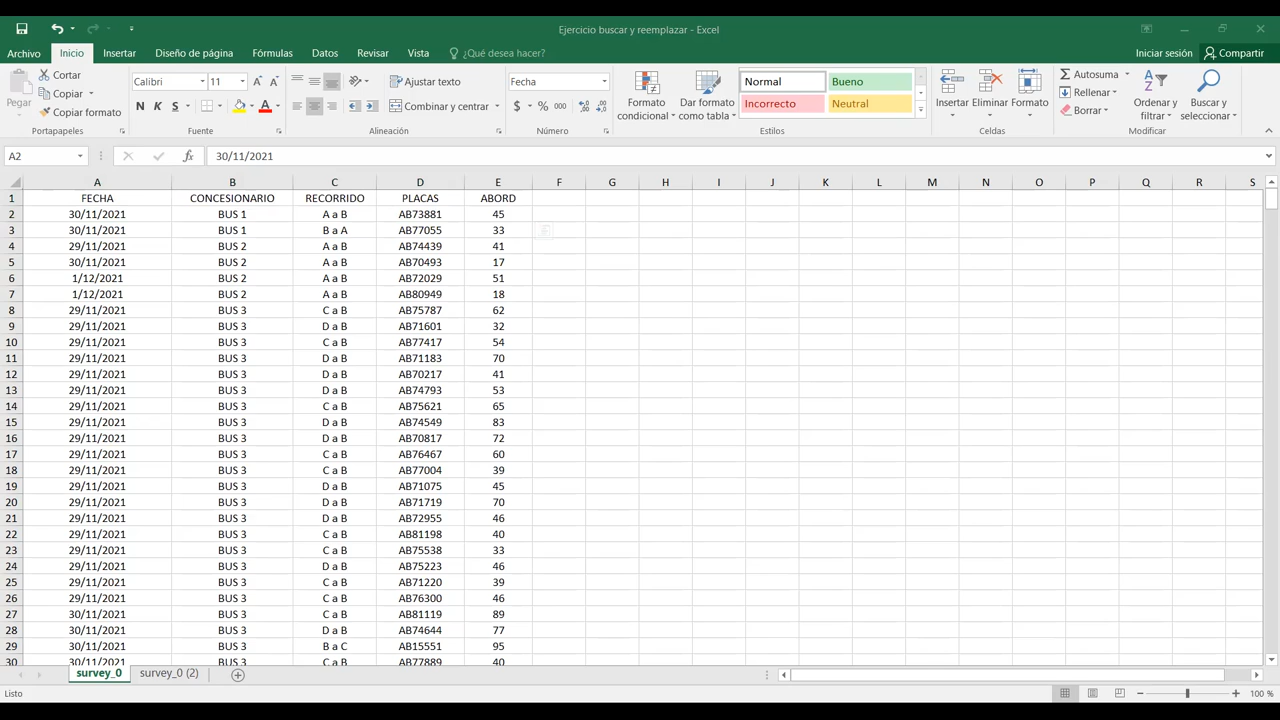 Ejercicio buscar y reemplazar - Excel
Archivo Inicio Insertar Diseño de página Fórmulas Datos Revisar Vista ¿Qué desea hacer? Iniciar sesión Compartir
Pegar
Cortar
Copiar
Copiar formato
Portapapeles
Calibri 11
N K S
Fuente
Ajustar texto
Combinar y centrar
Alineación
Fecha
$ % 000
Número
Formato condicional
Dar formato como tabla
Normal Bueno
Incorrecto Neutral
Estilos
Insertar Eliminar Formato
Celdas
Autosuma
Rellenar
Borrar
Ordenar y filtrar
Buscar y seleccionar
Modificar
A2 fx 30/11/2021
A B C D E F G H I J K L M N O P Q R S
1 FECHA CONCESIONARIO RECORRIDO PLACAS ABORD
2 30/11/2021 BUS 1 A a B AB73881 45
3 30/11/2021 BUS 1 B a A AB77055 33
4 29/11/2021 BUS 2 A a B AB74439 41
5 30/11/2021 BUS 2 A a B AB70493 17
6 1/12/2021 BUS 2 A a B AB72029 51
7 1/12/2021 BUS 2 A a B AB80949 18
8 29/11/2021 BUS 3 C a B AB75787 62
9 29/11/2021 BUS 3 D a B AB71601 32
10 29/11/2021 BUS 3 C a B AB77417 54
11 29/11/2021 BUS 3 D a B AB71183 70
12 29/11/2021 BUS 3 D a B AB70217 41
13 29/11/2021 BUS 3 D a B AB74793 53
14 29/11/2021 BUS 3 C a B AB75621 65
15 29/11/2021 BUS 3 D a B AB74549 83
16 29/11/2021 BUS 3 D a B AB70817 72
17 29/11/2021 BUS 3 C a B AB76467 60
18 29/11/2021 BUS 3 C a B AB77004 39
19 29/11/2021 BUS 3 D a B AB71075 45
20 29/11/2021 BUS 3 D a B AB71719 70
21 29/11/2021 BUS 3 D a B AB72955 46
22 29/11/2021 BUS 3 C a B AB81198 40
23 29/11/2021 BUS 3 C a B AB75538 33
24 29/11/2021 BUS 3 D a B AB75223 46
25 29/11/2021 BUS 3 C a B AB71220 39
26 29/11/2021 BUS 3 C a B AB76300 46
27 30/11/2021 BUS 3 C a B AB81119 89
28 30/11/2021 BUS 3 D a B AB74644 77
29 30/11/2021 BUS 3 B a C AB15551 95
30 30/11/2021 BUS 3 C a B AB77889 40
survey_0 survey_0 (2)
Listo 100 %